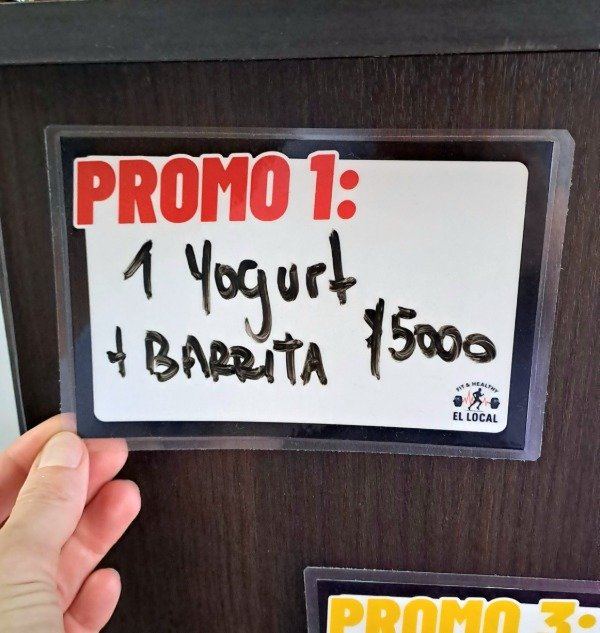 PROMO 1:
1 Yogurt
+ BARRITA $5000
FIT & HEALTHY
EL LOCAL
PROMO 3: